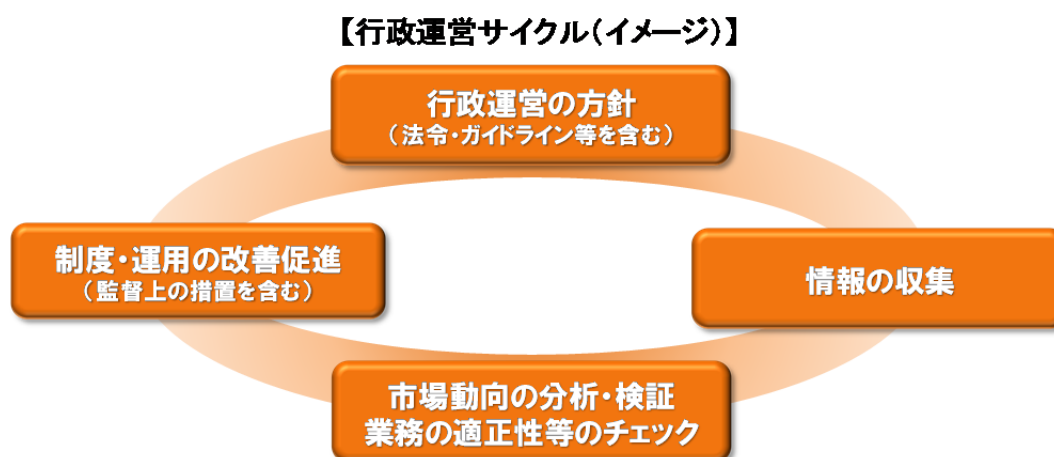 【行政運営サイクル（イメージ）】
行政運営の方針
（法令・ガイドライン等を含む）
制度・運用の改善促進
（監督上の措置を含む）
情報の収集
市場動向の分析・検証
業務の適正性等のチェック